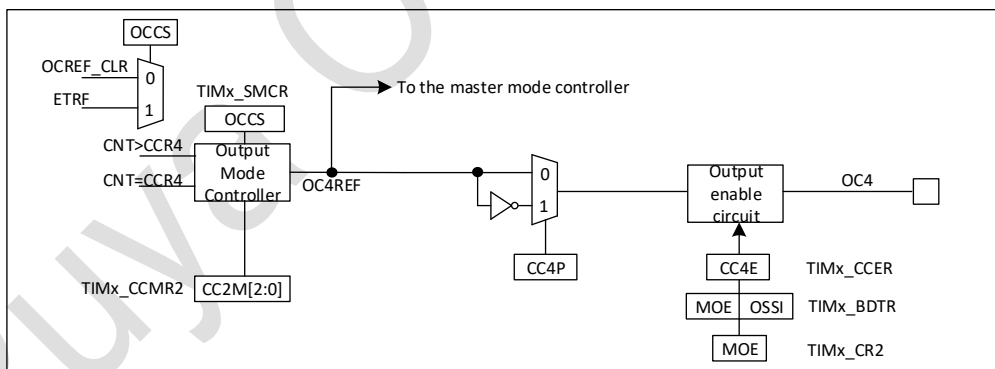 OCCS
OCREF_CLR
0
ETRF
1
TIMx_SMCR
OCCS
To the master mode controller
CNT>CCR4
CNT=CCR4
Output
Mode
Controller
OC4REF
0
1
Output
enable
circuit
OC4
CC4P
CC4E
TIMx_CCER
TIMx_CCMR2
CC2M[2:0]
MOE
OSSI
TIMx_BDTR
MOE
TIMx_CR2